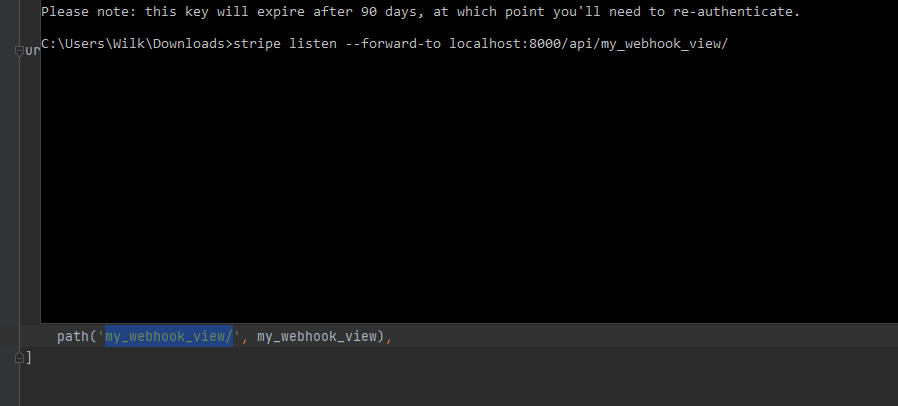 Please note: this key will expire after 90 days, at which point you'll need to re-authenticate.
C:\Users\Wilk\Downloads>stripe listen --forward-to localhost:8000/api/my_webhook_view/
ur
path('my_webhook_view/', my_webhook_view),
]